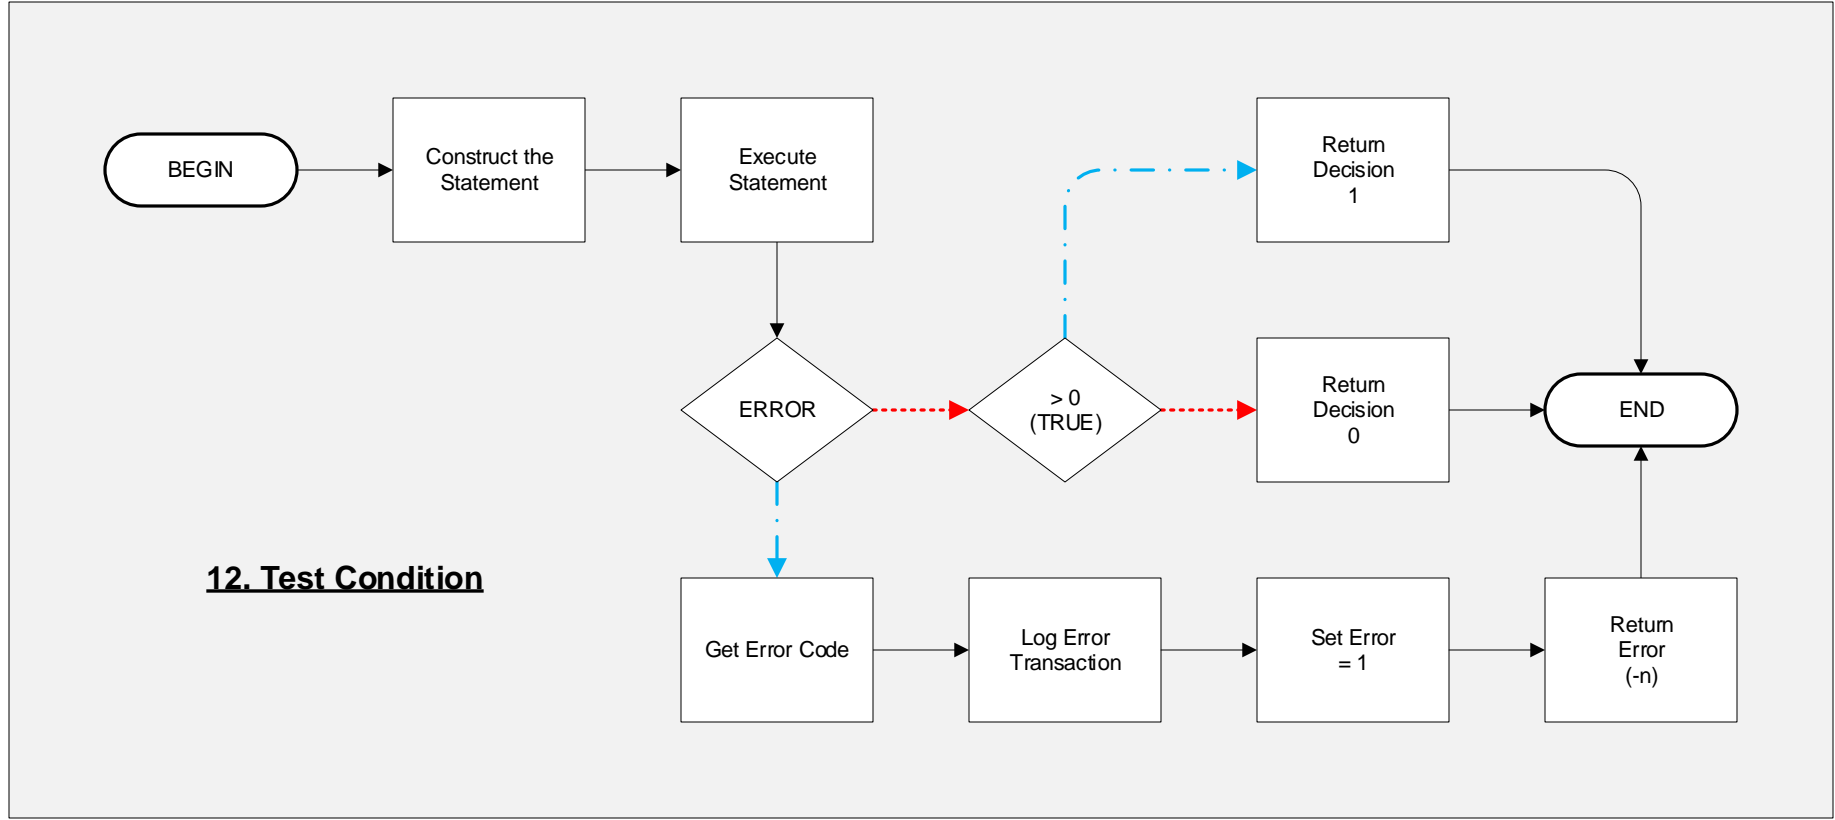 BEGIN
Construct the
Statement
Execute
Statement
Return
Decision
1
ERROR
> 0
(TRUE)
Return
Decision
0
END
12. Test Condition
Get Error Code
Log Error
Transaction
Set Error
= 1
Return
Error
(-n)